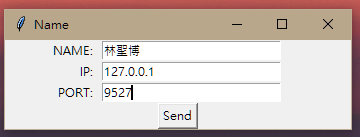 Name
NAME: 林聖博
IP: 127.0.0.1
PORT: 9527
Send